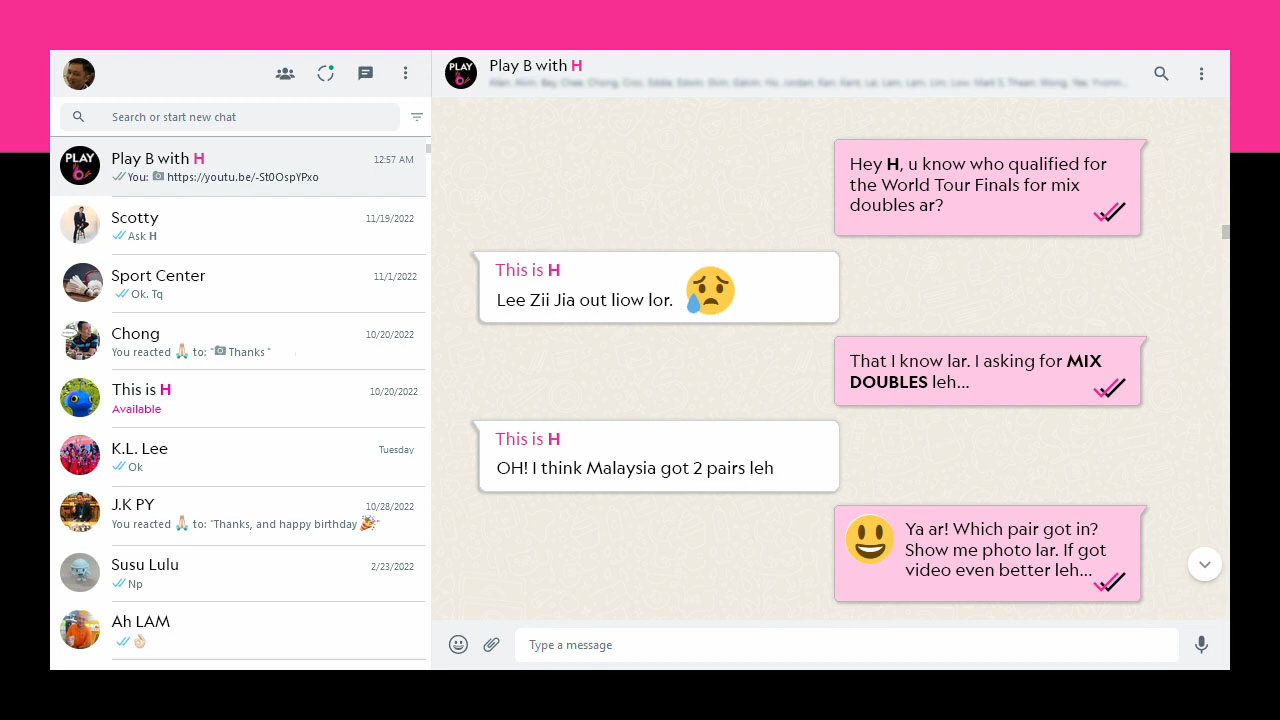 Search or start new chat
PLAY
Play B with H
12:57 AM
You: https://youtu.be/-St0OspYPxo
Scotty
11/19/2022
Ask H
Sport Center
11/1/2022
Ok. Tq
Chong
10/20/2022
You reacted 🙏🏻 to: "📷 Thanks "
This is H
10/20/2022
Available
K.L. Lee
Tuesday
Ok
J.K PY
10/28/2022
You reacted 🙏🏻 to: "Thanks, and happy birthday 🎉"
Susu Lulu
2/23/2022
Np
Ah LAM
PLAY
Play B with H
Hey H, u know who qualified for
the World Tour Finals for mix
doubles ar?
This is H
Lee Zii Jia out liow lor.
That I know lar. I asking for MIX
DOUBLES leh...
This is H
OH! I think Malaysia got 2 pairs leh
Ya ar! Which pair got in?
Show me photo lar. If got
video even better leh...
Type a message